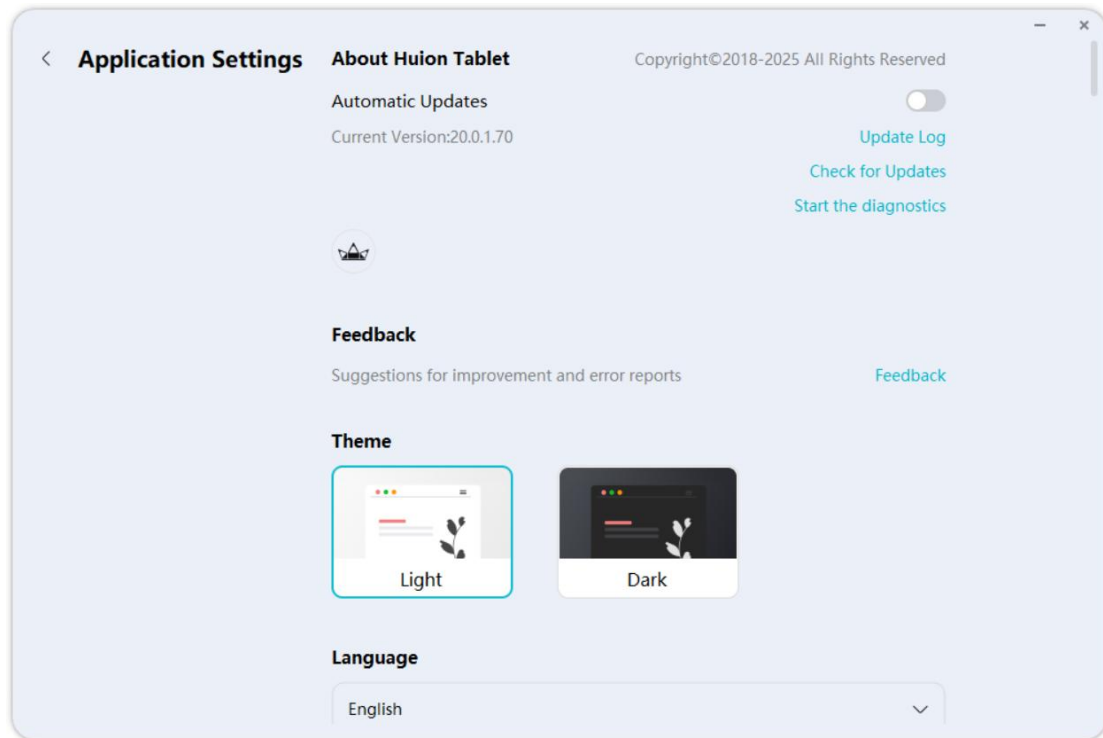 Application Settings
About Huion Tablet
Copyright©2018-2025 All Rights Reserved
Automatic Updates
Current Version:20.0.1.70
Update Log
Check for Updates
Start the diagnostics
Feedback
Suggestions for improvement and error reports
Feedback
Theme
Light
Dark
Language
English